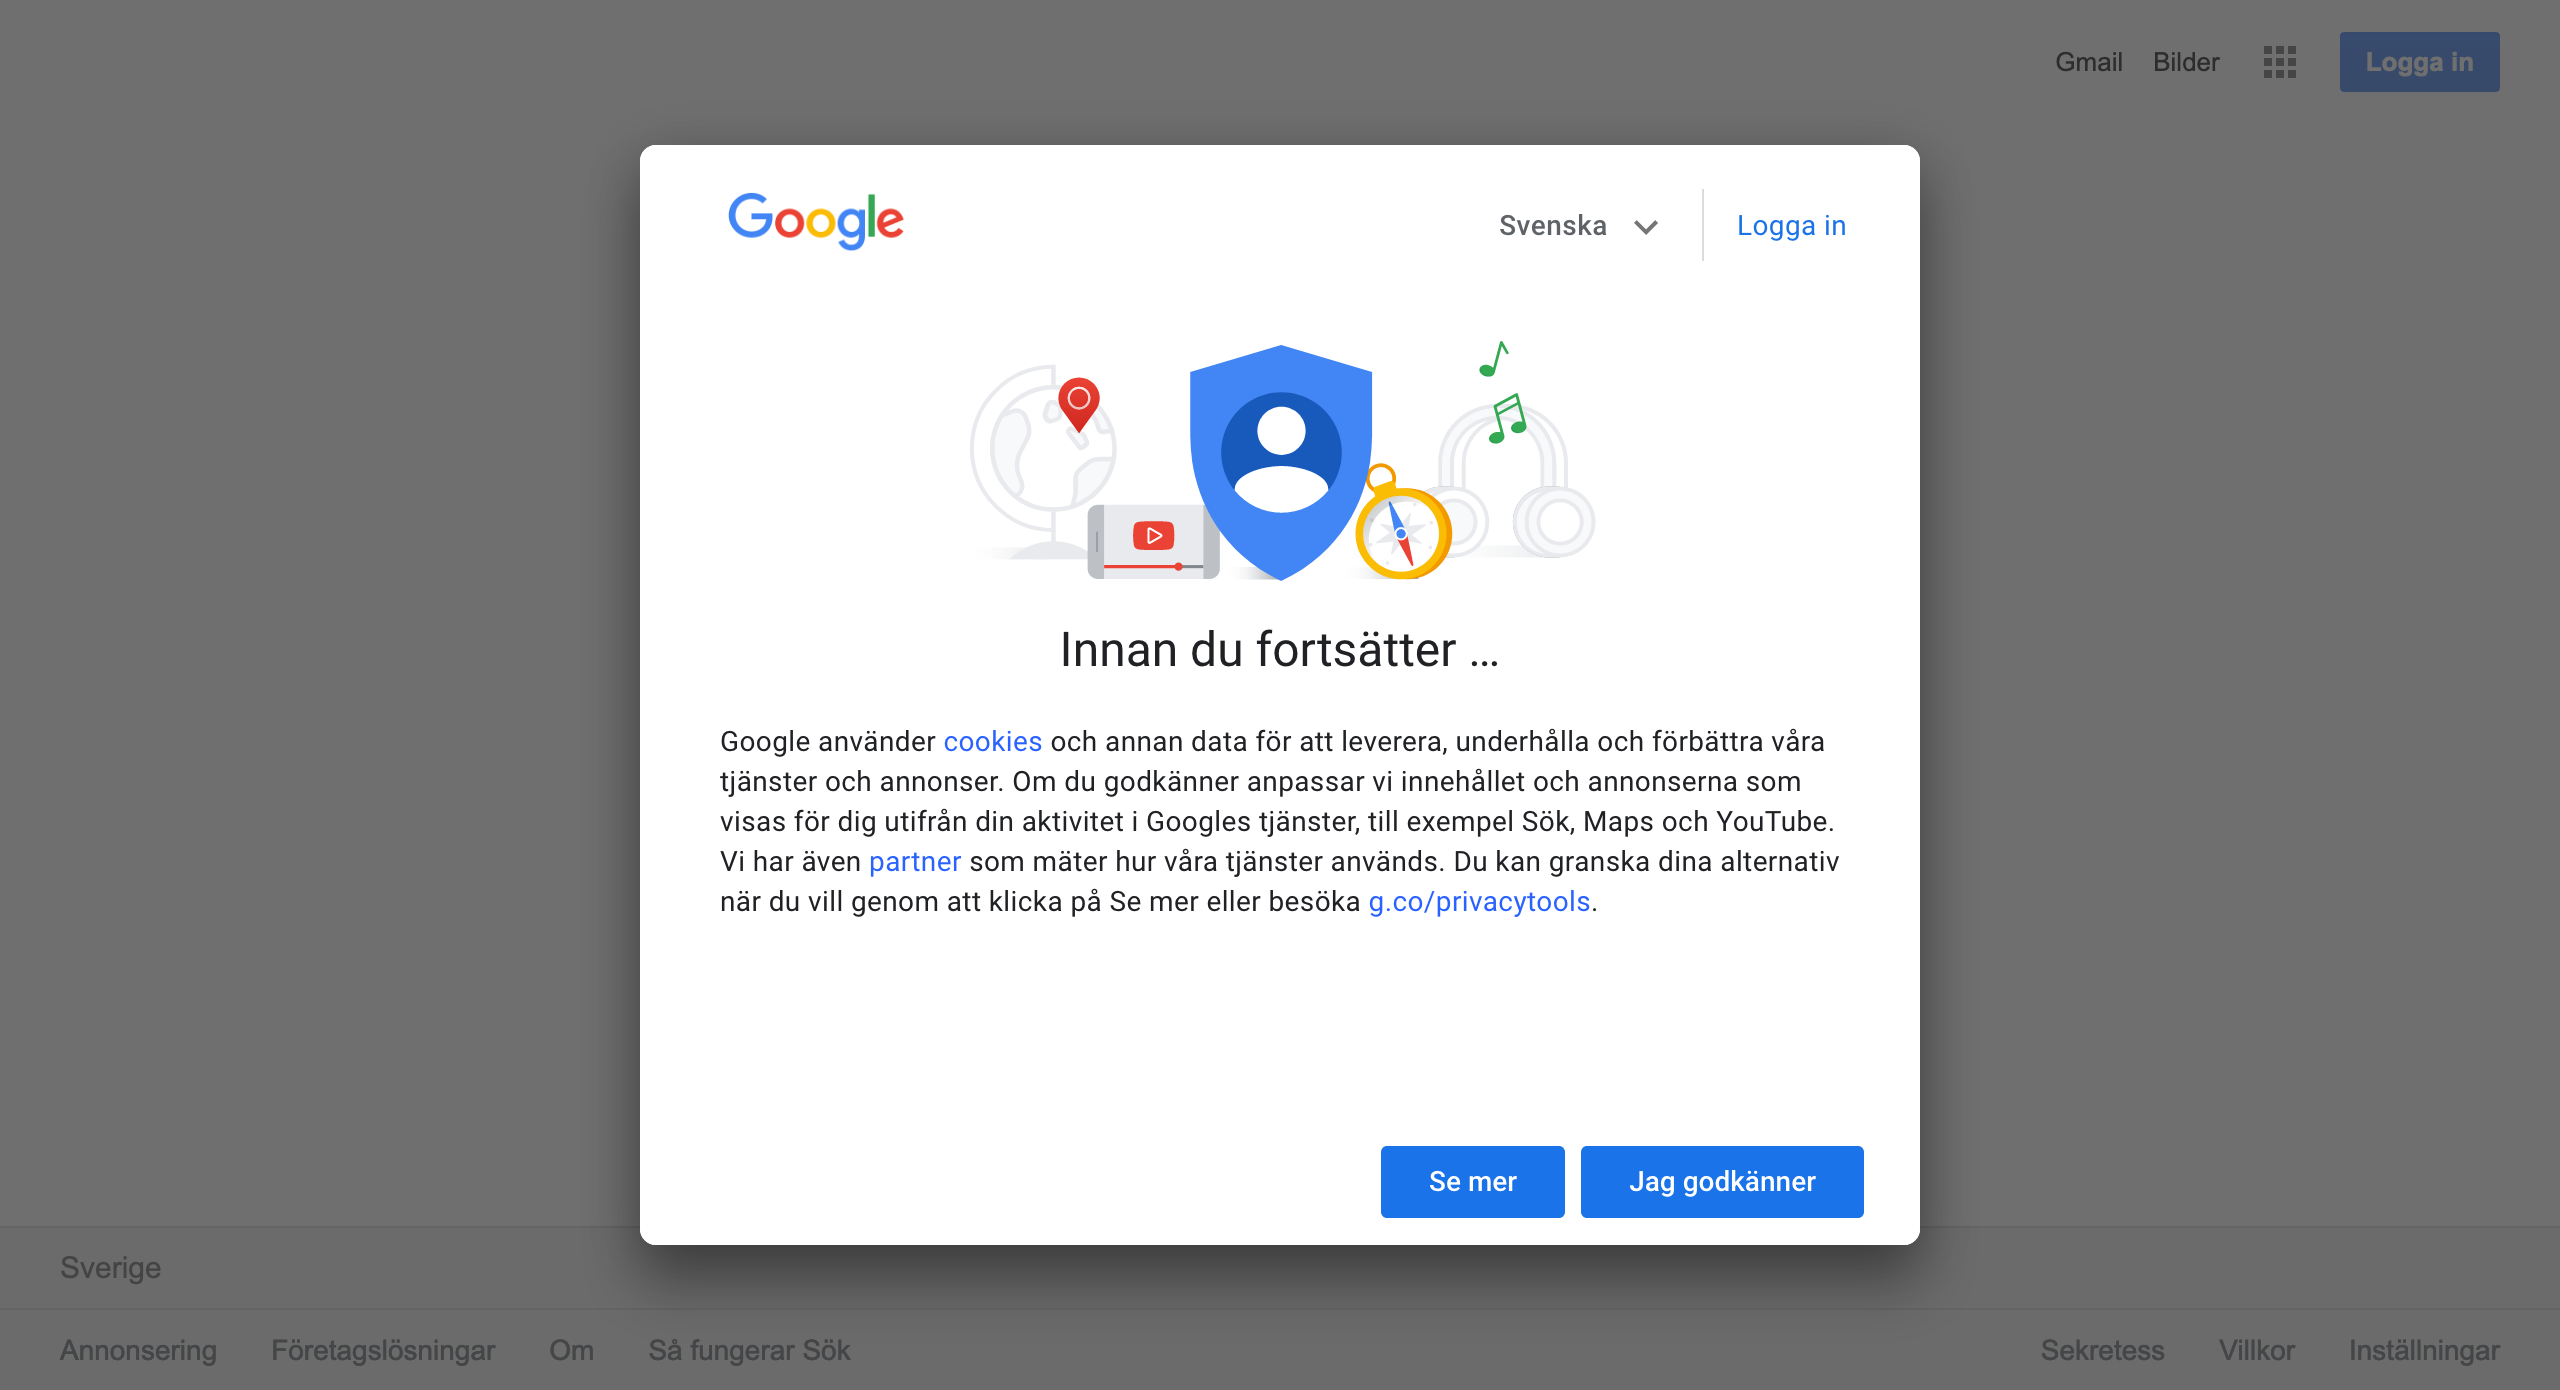 Gmail Bilder Logga in
Google
Svenska Logga in
Innan du fortsätter ...
Google använder cookies och annan data för att leverera, underhålla och förbättra våra
tjänster och annonser. Om du godkänner anpassar vi innehållet och annonserna som
visas för dig utifrån din aktivitet i Googles tjänster, till exempel Sök, Maps och YouTube.
Vi har även partner som mäter hur våra tjänster används. Du kan granska dina alternativ
när du vill genom att klicka på Se mer eller besöka g.co/privacytools.
Se mer Jag godkänner
Sverige
Annonsering Företagslösningar Om Så fungerar Sök Sekretess Villkor Inställningar